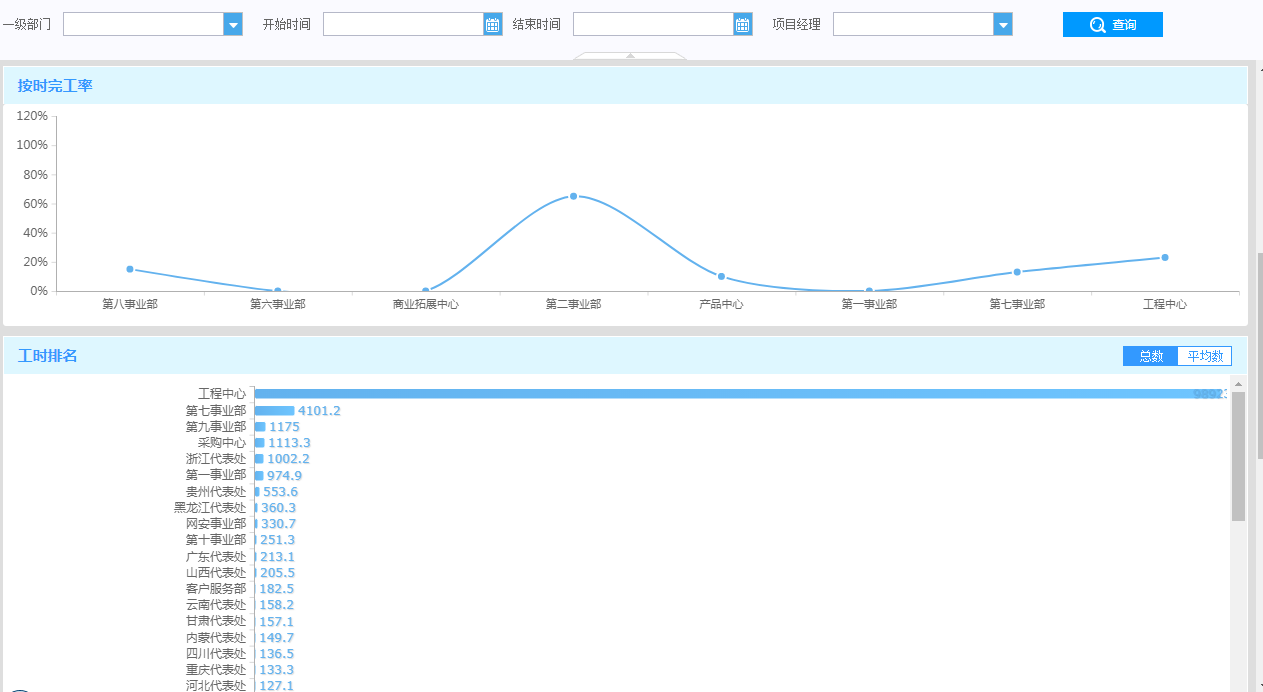 一级部门 开始时间 结束时间 项目经理 查询
按时完工率
120%
100%
80%
60%
40%
20%
0%
第八事业部 第六事业部 商业拓展中心 第二事业部 产品中心 第一事业部 第七事业部 工程中心
工时排名 总数 平均数
工程中心
第七事业部 4101.2
第九事业部 1175
采购中心 1113.3
浙江代表处 1002.2
第一事业部 974.9
贵州代表处 553.6
黑龙江代表处 360.3
网安事业部 330.7
第十事业部 251.3
广东代表处 213.1
山西代表处 205.5
客户服务部 182.5
云南代表处 158.2
甘肃代表处 157.1
内蒙代表处 149.7
四川代表处 136.5
重庆代表处 133.3
河北代表处 127.1